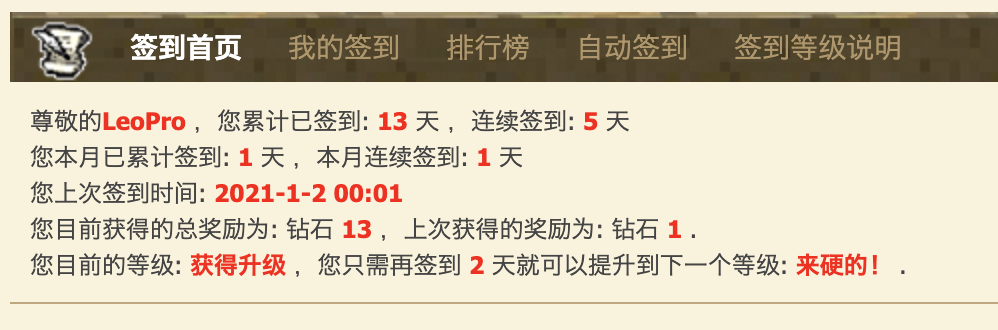 签到首页 我的签到 排行榜 自动签到 签到等级说明
尊敬的LeoPro ，您累计已签到: 13 天 ，连续签到: 5 天
您本月已累计签到: 1 天 ，本月连续签到: 1 天
您上次签到时间: 2021-1-2 00:01
您目前获得的总奖励为: 钻石 13 ，上次获得的奖励为: 钻石 1 .
您目前的等级: 获得升级 ，您只需再签到 2 天就可以提升到下一个等级: 来硬的！ .